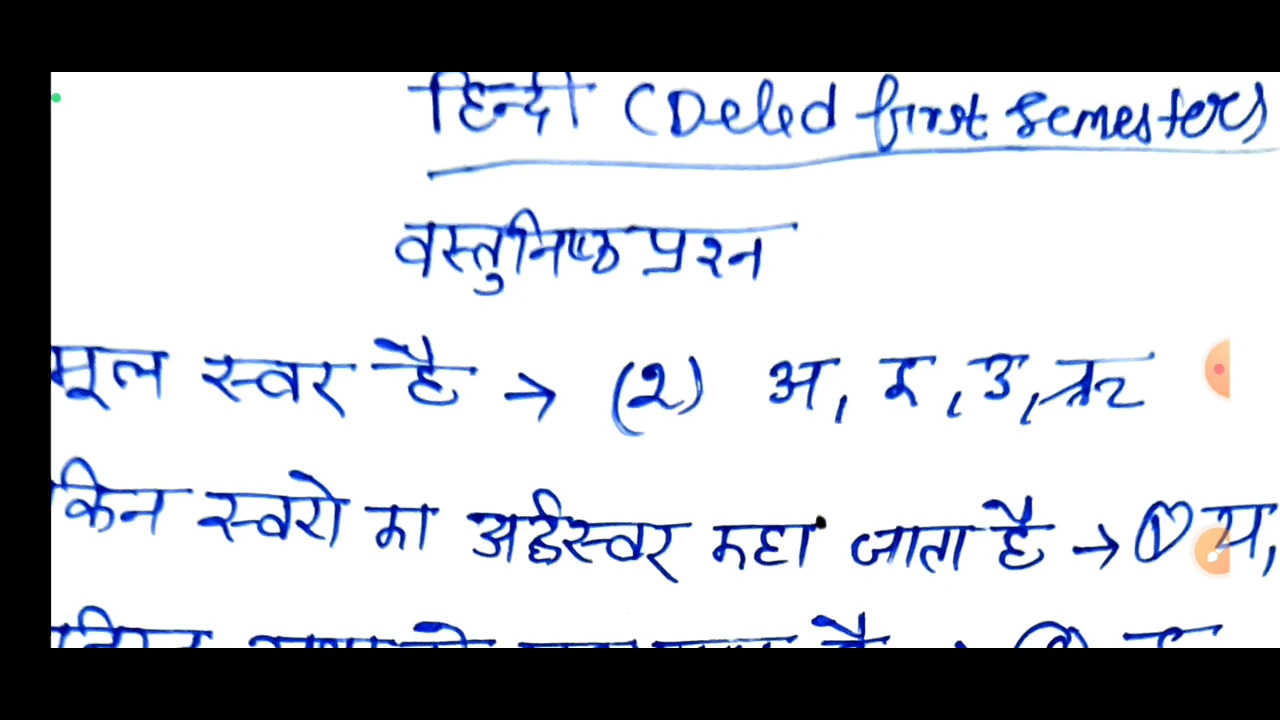 हिन्दी (Deled first semester)
वस्तुनिष्ठ प्रश्न
मूल स्वर है → (2) अ, इ, उ, ऋ
किन स्वरो का अर्द्धस्वर कहा जाता है → ① य,